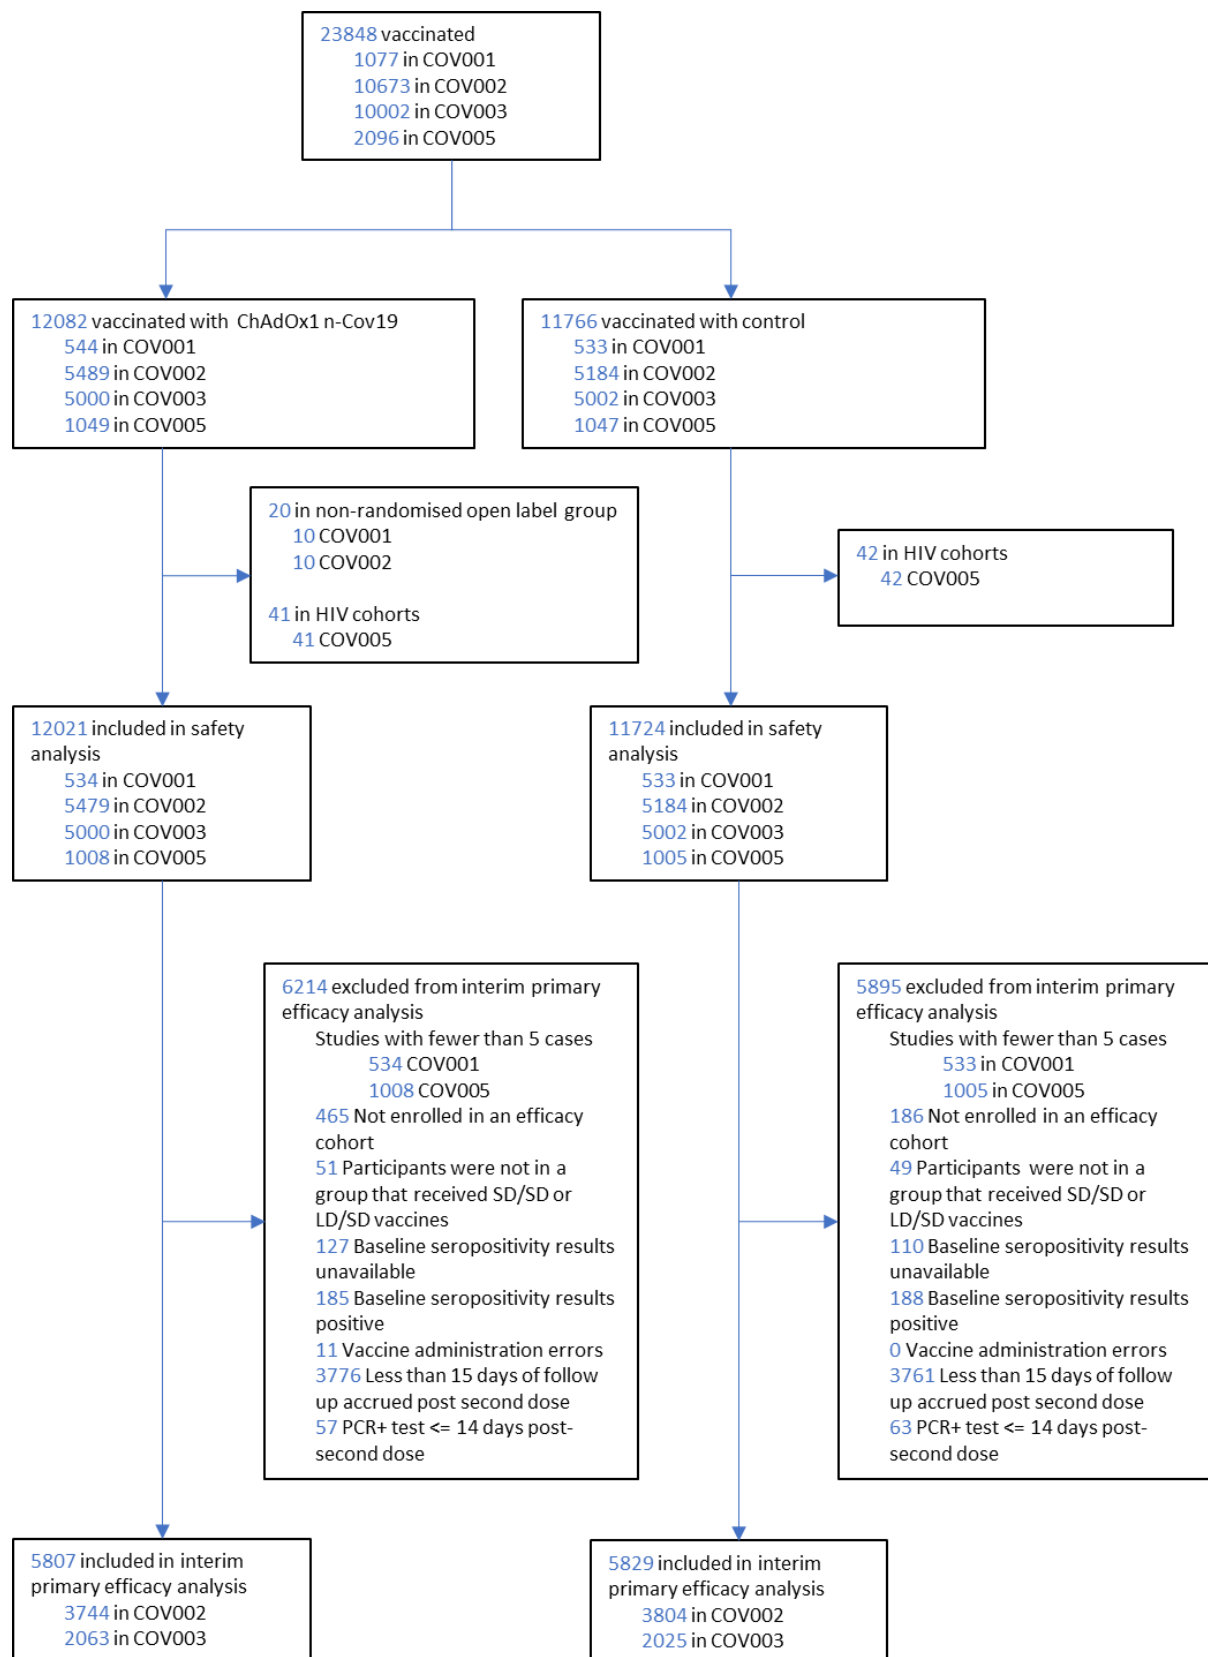 23848 vaccinated
1077 in COV001
10673 in COV002
10002 in COV003
2096 in COV005
12082 vaccinated with ChAdOx1 n-Cov19
544 in COV001
5489 in COV002
5000 in COV003
1049 in COV005
11766 vaccinated with control
533 in COV001
5184 in COV002
5002 in COV003
1047 in COV005
20 in non-randomised open label group
10 COV001
10 COV002
41 in HIV cohorts
41 COV005
42 in HIV cohorts
42 COV005
12021 included in safety
analysis
534 in COV001
5479 in COV002
5000 in COV003
1008 in COV005
11724 included in safety
analysis
533 in COV001
5184 in COV002
5002 in COV003
1005 in COV005
6214 excluded from interim primary
efficacy analysis
Studies with fewer than 5 cases
534 COV001
1008 COV005
465 Not enrolled in an efficacy
cohort
51 Participants were not in a
group that received SD/SD or
LD/SD vaccines
127 Baseline seropositivity results
unavailable
185 Baseline seropositivity results
positive
11 Vaccine administration errors
3776 Less than 15 days of follow
up accrued post second dose
57 PCR+ test <= 14 days post-
second dose
5895 excluded from interim primary
efficacy analysis
Studies with fewer than 5 cases
533 in COV001
1005 in COV005
186 Not enrolled in an efficacy
cohort
49 Participants were not in a
group that received SD/SD or
LD/SD vaccines
110 Baseline seropositivity results
unavailable
188 Baseline seropositivity results
positive
0 Vaccine administration errors
3761 Less than 15 days of follow
up accrued post second dose
63 PCR+ test <= 14 days post-
second dose
5807 included in interim
primary efficacy analysis
3744 in COV002
2063 in COV003
5829 included in interim
primary efficacy analysis
3804 in COV002
2025 in COV003